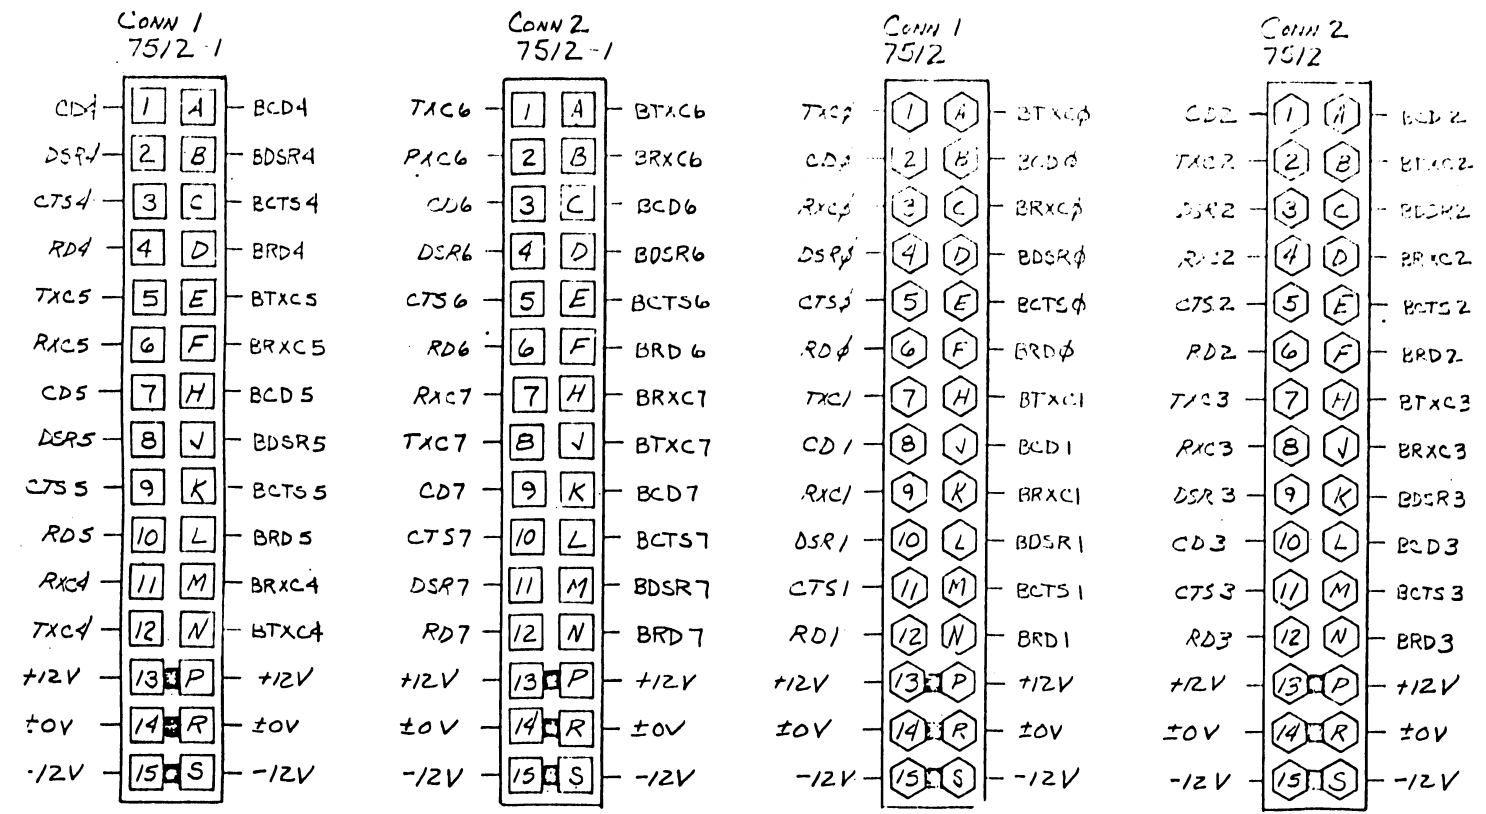 CONN 1
75/2-1
CD4 1 A BCD4
DSR4 2 B BDSR4
CTS4 3 C BCTS4
RD4 4 D BRD4
TXC5 5 E BTXC5
RXC5 6 F BRXC5
CD5 7 H BCD5
DSR5 8 J BDSR5
CTS5 9 K BCTS5
RD5 10 L BRD5
RXC4 11 M BRXC4
TXC4 12 N BTXC4
+12V 13 P +12V
±0V 14 R ±0V
-12V 15 S -12V
CONN 2
75/2-1
TXC6 1 A BTXC6
RXC6 2 B BRXC6
CD6 3 C BCD6
DSR6 4 D BDSR6
CTS6 5 E BCTS6
RD6 6 F BRD6
RXC7 7 H BRXC7
TXC7 8 J BTXC7
CD7 9 K BCD7
CTS7 10 L BCTS7
DSR7 11 M BDSR7
RD7 12 N BRD7
+12V 13 P +12V
±0V 14 R ±0V
-12V 15 S -12V
CONN 1
75/2
TXCØ 1 A BTXCØ
CDØ 2 B BCDØ
RXCØ 3 C BRXCØ
DSRØ 4 D BDSRØ
CTSØ 5 E BCTSØ
RDØ 6 F BRDØ
TXC1 7 H BTXC1
CD1 8 J BCD1
RXC1 9 K BRXC1
DSR1 10 L BDSR1
CTS1 11 M BCTS1
RD1 12 N BRD1
+12V 13 P +12V
±0V 14 R ±0V
-12V 15 S -12V
CONN 2
75/2
CD2 1 A BCD2
TXC2 2 B BTXC2
DSR2 3 C BDSR2
RXC2 4 D BRXC2
CTS2 5 E BCTS2
RD2 6 F BRD2
TXC3 7 H BTXC3
RXC3 8 J BRXC3
DSR3 9 K BDSR3
CD3 10 L BCD3
CTS3 11 M BCTS3
RD3 12 N BRD3
+12V 13 P +12V
±0V 14 R ±0V
-12V 15 S -12V